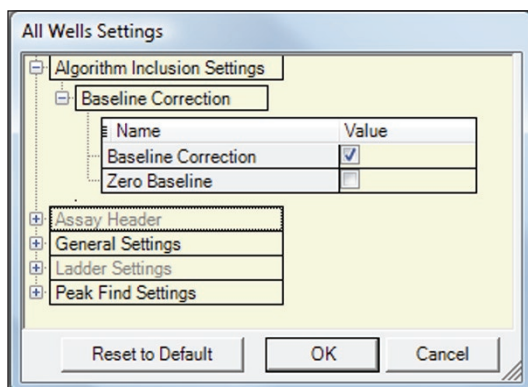 All Wells Settings
Algorithm Inclusion Settings
Baseline Correction
Name Value
Baseline Correction
Zero Baseline
Assay Header
General Settings
Ladder Settings
Peak Find Settings
Reset to Default OK Cancel